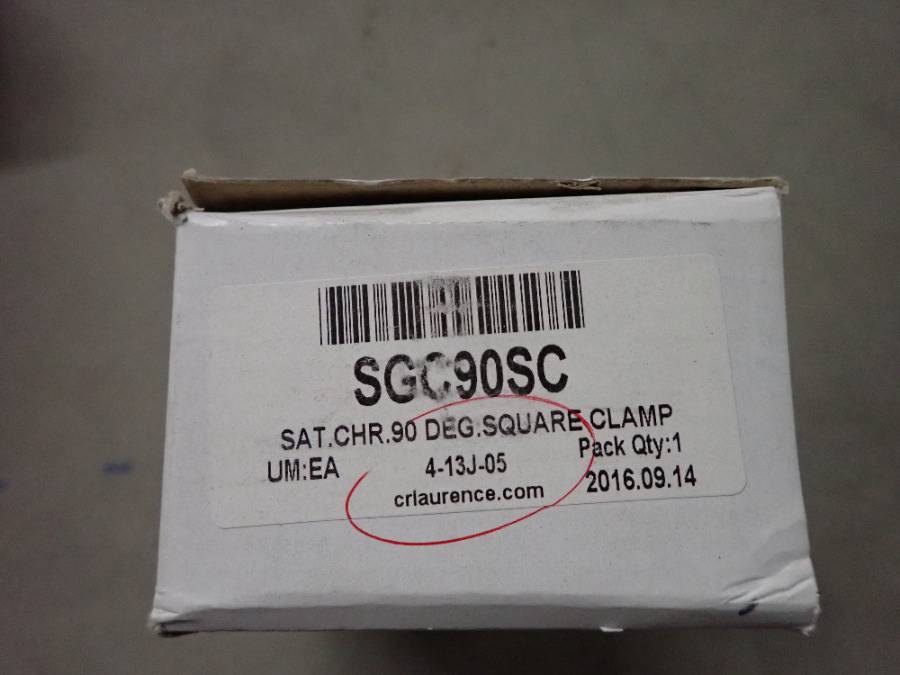 SGC90SC
SAT.CHR.90 DEG.SQUARE CLAMP
UM:EA 4-13J-05 Pack Qty:1
crlaurence.com 2016.09.14